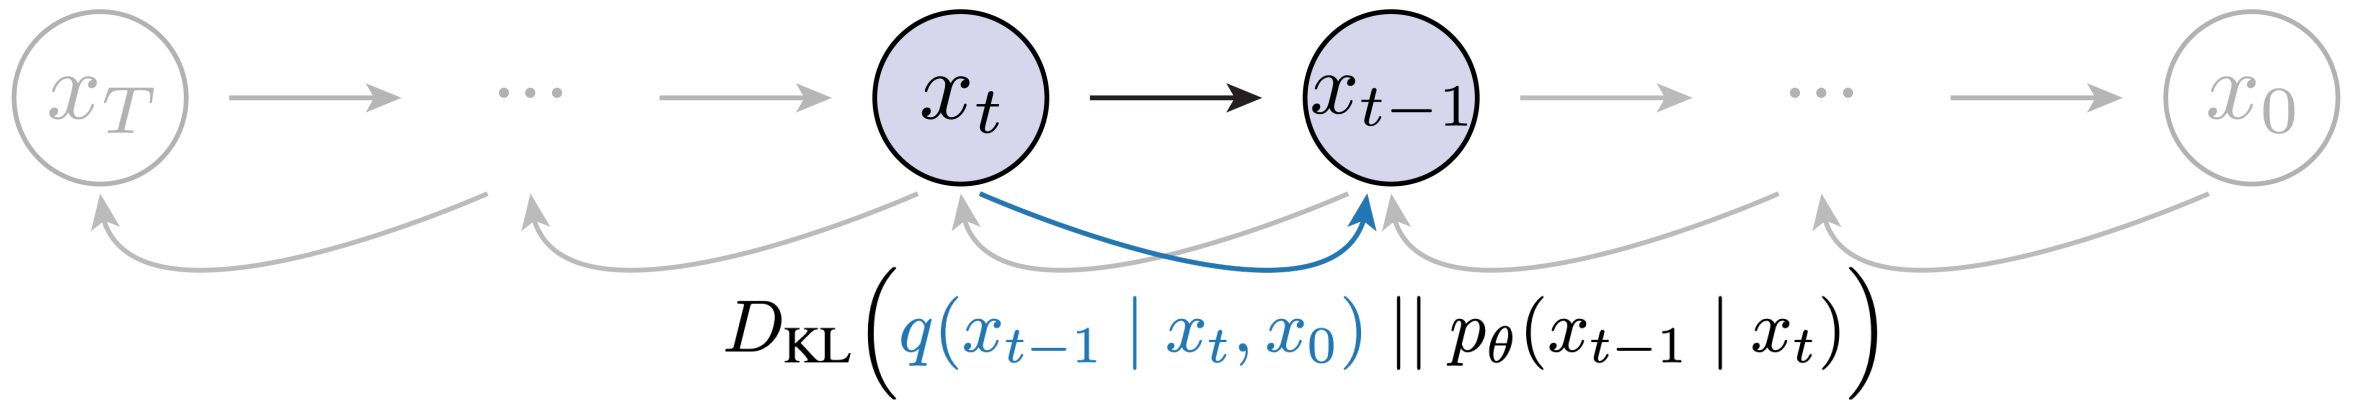 x_T ⋯ x_t x_{t−1} ⋯ x_0
D_KL(q(x_{t−1} | x_t, x_0) || p_θ(x_{t−1} | x_t))